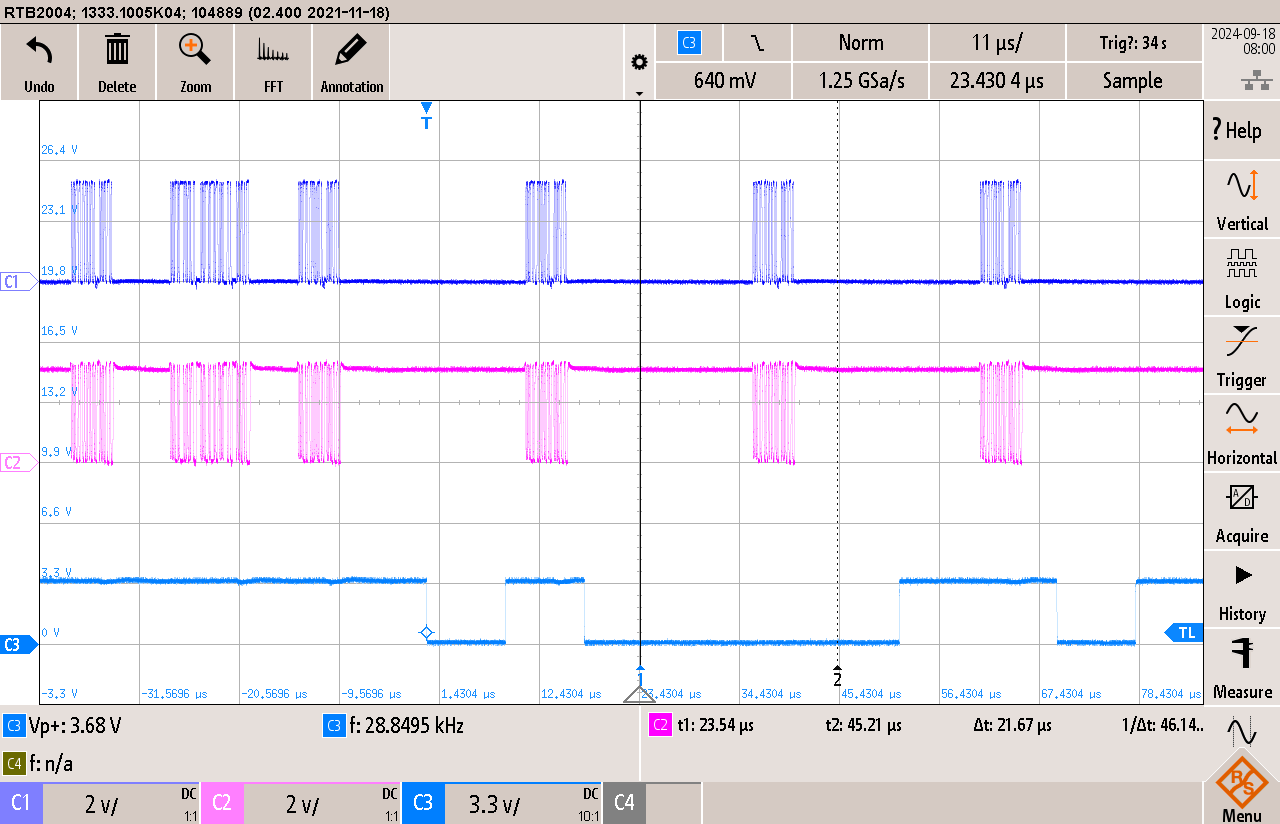 RTB2004; 1333.1005K04; 104889 (02.400 2021-11-18)
Undo
Delete
Zoom
FFT
Annotation
C3
Norm
11 µs/
Trig?: 34 s
2024-09-18
08:00
640 mV
1.25 GSa/s
23.430 4 µs
Sample
T
? Help
26,4 V
23,1 V
19,8 V
C1
16,5 V
13,2 V
9,9 V
C2
6,6 V
3,3 V
0 V
C3
TL
-3,3 V
-31,5696 µs
-20,5696 µs
-9,5696 µs
1,4304 µs
12,4304 µs
23,4304 µs
34,4304 µs
45,4304 µs
56,4304 µs
67,4304 µs
78,4304 µs
1
2
Vertical
Logic
Trigger
Horizontal
A
D
Acquire
History
Measure
C3 Vp+: 3.68 V
C3 f: 28.8495 kHz
C2 t1: 23.54 µs
t2: 45.21 µs
Δt: 21.67 µs
1/Δt: 46.14..
C4 f: n/a
C1 2 V/ DC 1:1
C2 2 V/ DC 1:1
C3 3.3 V/ DC 10:1
C4
R/S
Menu